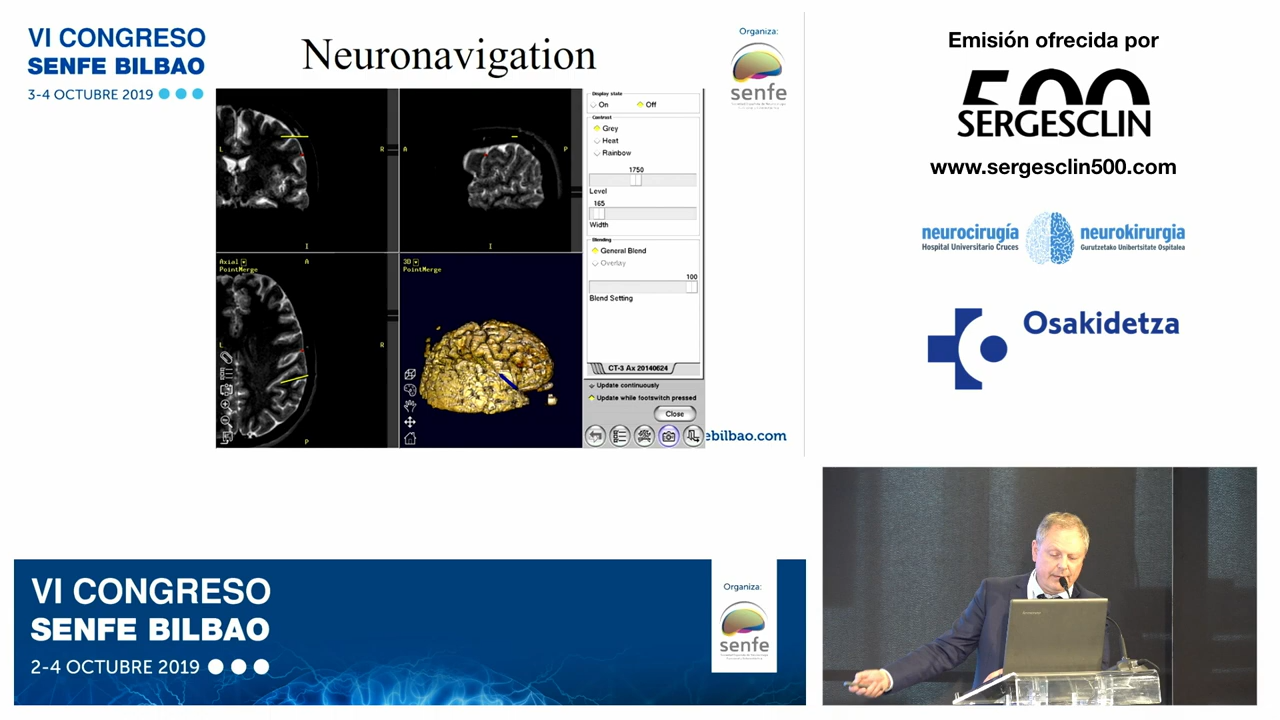 VI CONGRESO
SENFE BILBAO
3-4 OCTUBRE 2019
Neuronavigation
Organiza:
senfe
L
R
I
A
P
I
Axial
PointMerge
A
L
R
P
3D
PointMerge
Display state
On
Off
Contrast
Grey
Heat
Rainbow
1750
Level
165
Width
Blending
General Blend
Overlay
100
Blend Setting
CT-3 Ax 20140624
Update continuously
Update while footswitch pressed
Close
ebilbao.com
Emisión ofrecida por
500
SERGESCLIN
www.sergesclin500.com
neurocirugía
Hospital Universitario Cruces
neurokirurgia
Gurutzetako Unibertsitate Ospitalea
Osakidetza
VI CONGRESO
SENFE BILBAO
2-4 OCTUBRE 2019
Organiza:
senfe